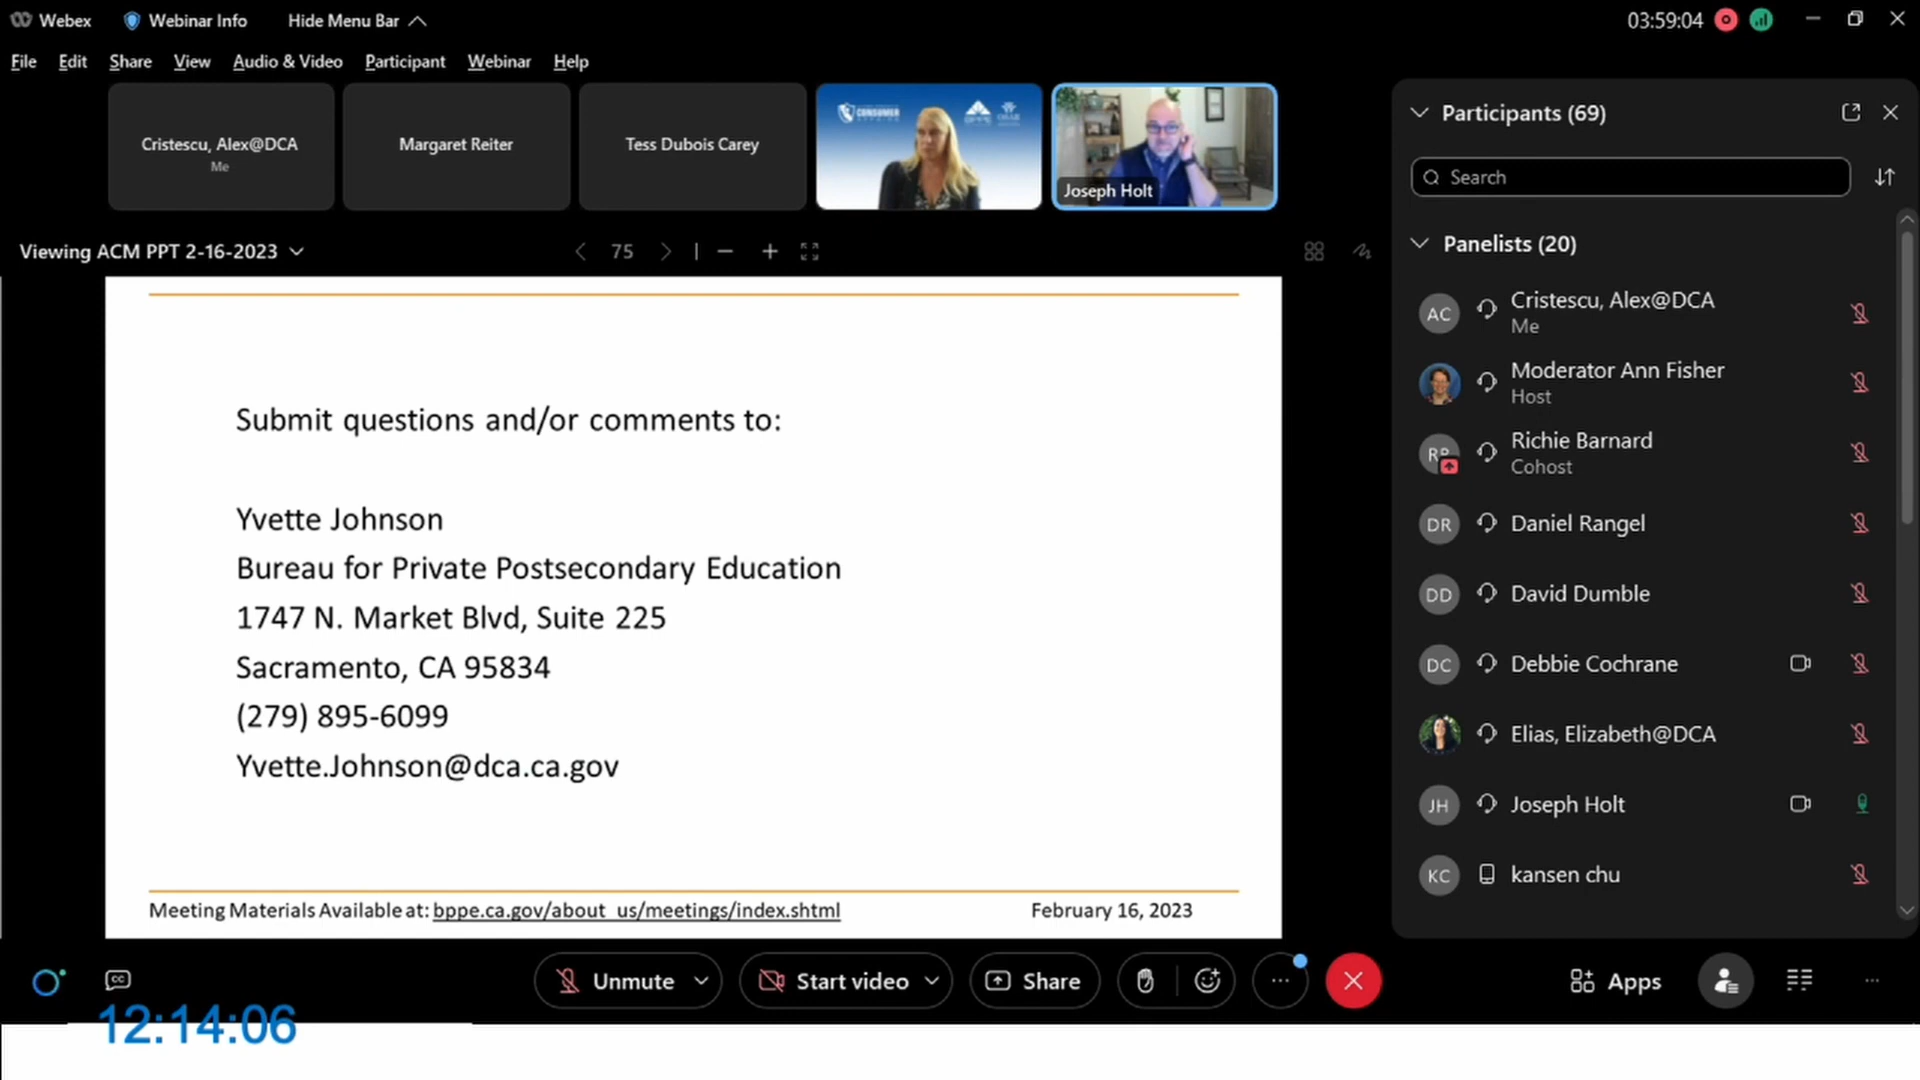 Webex
Webinar Info
Hide Menu Bar
03:59:04
File Edit Share View Audio & Video Participant Webinar Help
Cristescu, Alex@DCA
Me
Margaret Reiter
Tess Dubois Carey
CONSUMER
BPPE
Joseph Holt
Participants (69)
Search
Viewing ACM PPT 2-16-2023
75
Panelists (20)
Submit questions and/or comments to:
Yvette Johnson
Bureau for Private Postsecondary Education
1747 N. Market Blvd, Suite 225
Sacramento, CA 95834
(279) 895-6099
Yvette.Johnson@dca.ca.gov
Meeting Materials Available at: bppe.ca.gov/about_us/meetings/index.shtml
February 16, 2023
AC
Cristescu, Alex@DCA
Me
Moderator Ann Fisher
Host
Richie Barnard
Cohost
DR
Daniel Rangel
DD
David Dumble
DC
Debbie Cochrane
Elias, Elizabeth@DCA
JH
Joseph Holt
KC
kansen chu
CC
Unmute
Start video
Share
Apps
12:14:06